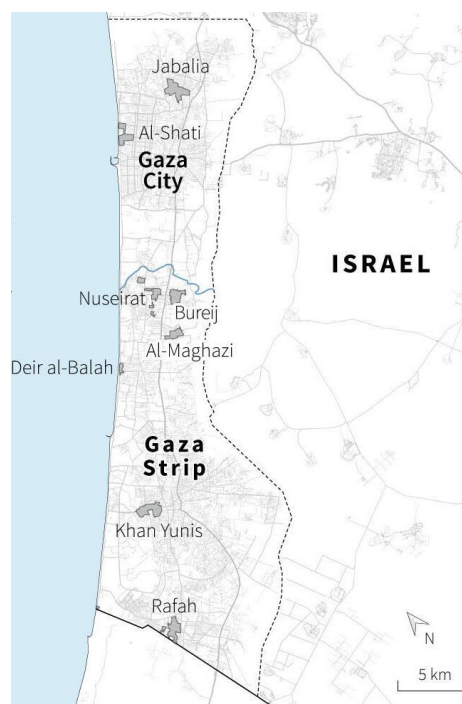 Jabalia
Al-Shati
Gaza
City
ISRAEL
Nuseirat
Bureij
Al-Maghazi
Deir al-Balah
Gaza
Strip
Khan Yunis
Rafah
N
5 km